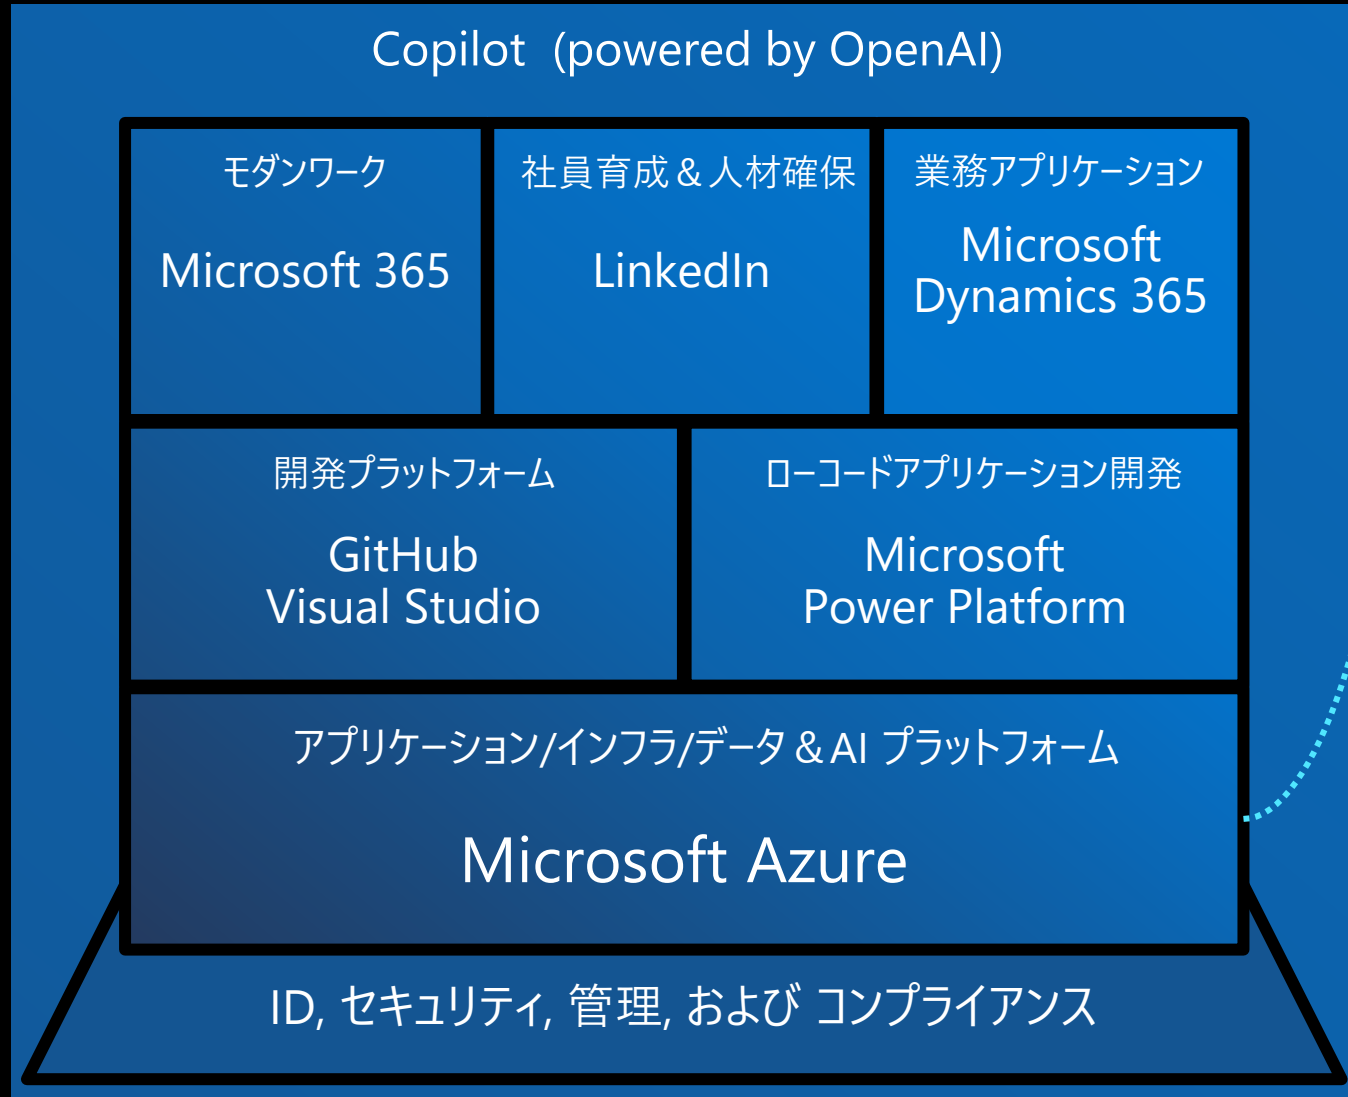 Copilot (powered by OpenAI)
モダンワーク
Microsoft 365
社員育成＆人材確保
LinkedIn
業務アプリケーション
Microsoft
Dynamics 365
開発プラットフォーム
GitHub
Visual Studio
ローコードアプリケーション開発
Microsoft
Power Platform
アプリケーション/インフラ/データ & AI プラットフォーム
Microsoft Azure
ID, セキュリティ, 管理, および コンプライアンス